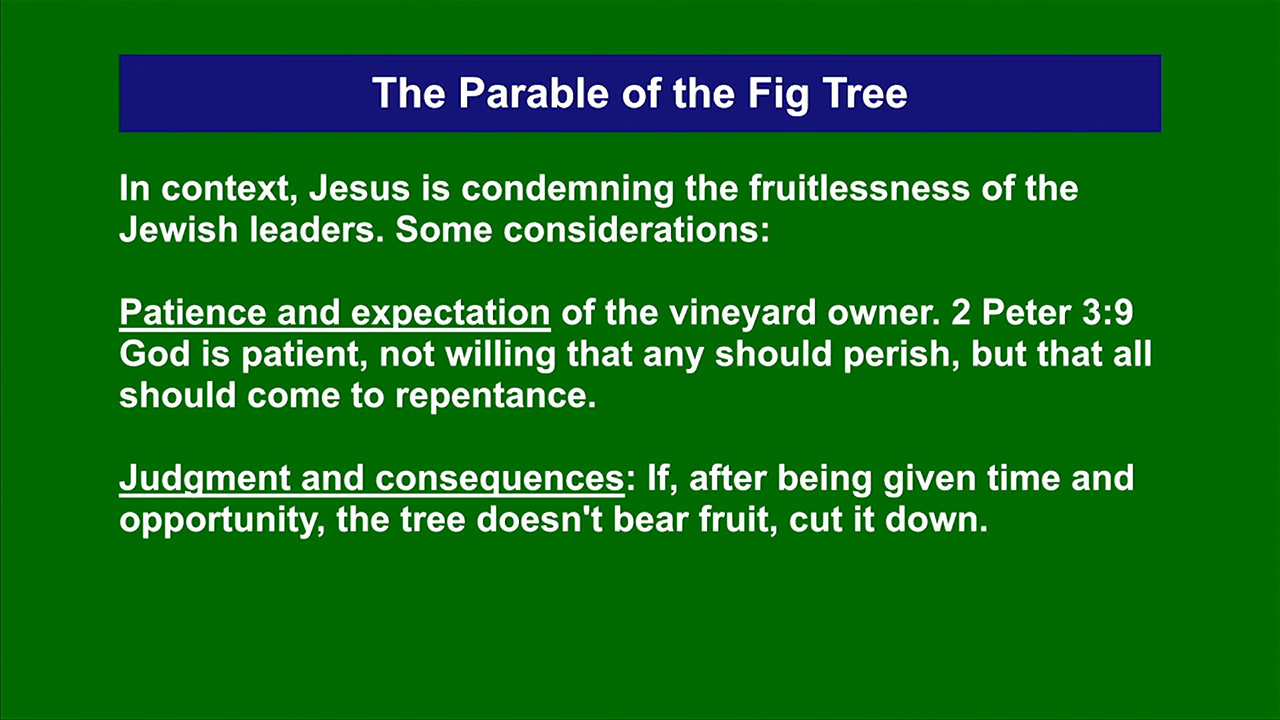 The Parable of the Fig Tree
In context, Jesus is condemning the fruitlessness of the
Jewish leaders. Some considerations:
Patience and expectation of the vineyard owner. 2 Peter 3:9
God is patient, not willing that any should perish, but that all
should come to repentance.
Judgment and consequences: If, after being given time and
opportunity, the tree doesn't bear fruit, cut it down.